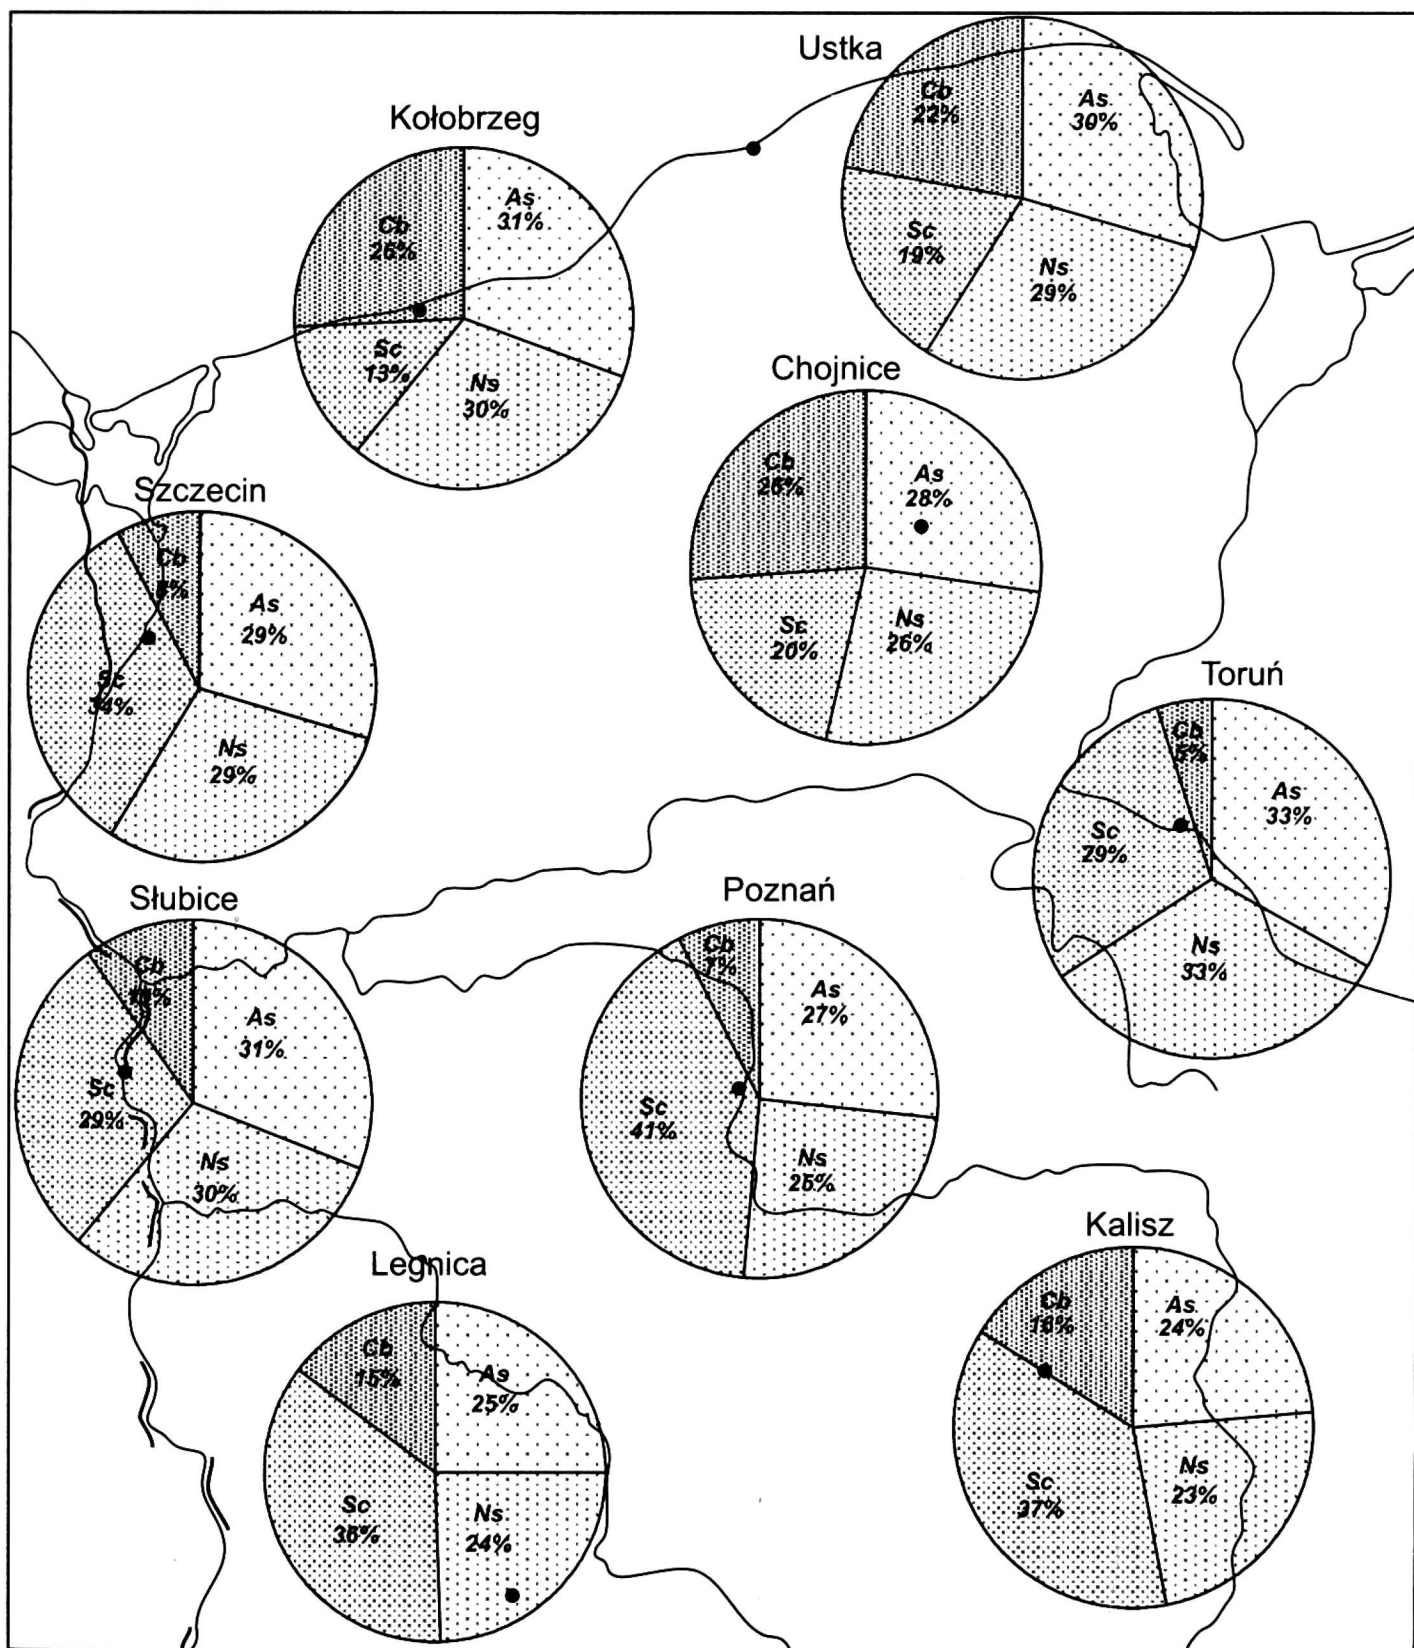 Ustka
Cb
22%
As
30%
Sc
19%
Ns
29%
Kołobrzeg
Cb
26%
As
31%
Sc
13%
Ns
30%
Chojnice
Cb
26%
As
28%
Sc
20%
Ns
26%
Szczecin
Cb
As
29%
Sc
34%
Ns
29%
Toruń
Cb
5%
As
33%
Sc
29%
Ns
33%
Słubice
Cb
As
31%
Sc
29%
Ns
30%
Poznań
Cb
7%
As
27%
Sc
41%
Ns
25%
Legnica
Cb
15%
As
25%
Sc
36%
Ns
24%
Kalisz
Cb
16%
As
24%
Sc
37%
Ns
23%